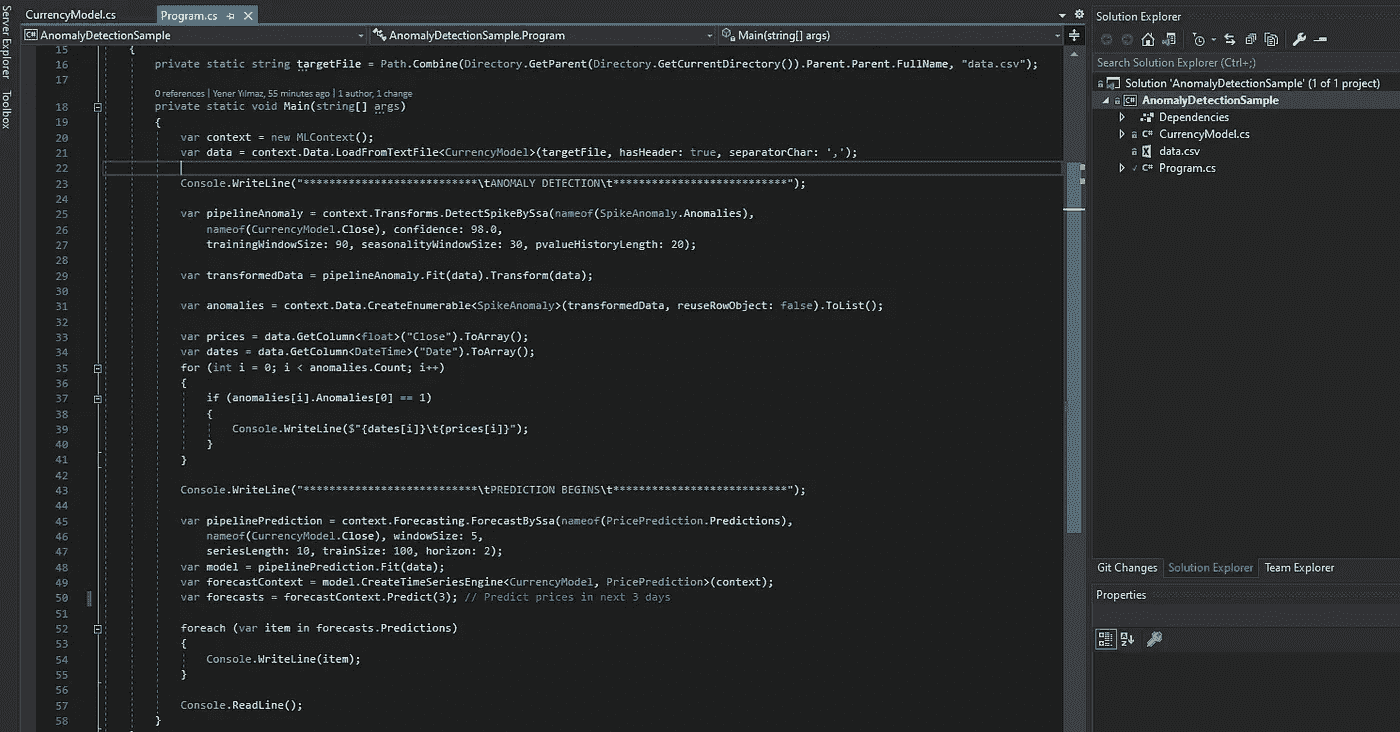 Server Explorer
Toolbox
CurrencyModel.cs
Program.cs
C# AnomalyDetectionSample
AnomalyDetectionSample.Program
Main(string[] args)
15 {
16 private static string targetFile = Path.Combine(Directory.GetParent(Directory.GetCurrentDirectory()).Parent.Parent.FullName, "data.csv");
17
0 references | Yener Yılmaz, 55 minutes ago | 1 author, 1 change
18 private static void Main(string[] args)
19 {
20 var context = new MLContext();
21 var data = context.Data.LoadFromTextFile<CurrencyModel>(targetFile, hasHeader: true, separatorChar: ',');
22
23 Console.WriteLine("***************************\tANOMALY DETECTION\t***************************");
24
25 var pipelineAnomaly = context.Transforms.DetectSpikeBySsa(nameof(SpikeAnomaly.Anomalies),
26 nameof(CurrencyModel.Close), confidence: 98.0,
27 trainingWindowSize: 90, seasonalityWindowSize: 30, pvalueHistoryLength: 20);
28
29 var transformedData = pipelineAnomaly.Fit(data).Transform(data);
30
31 var anomalies = context.Data.CreateEnumerable<SpikeAnomaly>(transformedData, reuseRowObject: false).ToList();
32
33 var prices = data.GetColumn<float>("Close").ToArray();
34 var dates = data.GetColumn<DateTime>("Date").ToArray();
35 for (int i = 0; i < anomalies.Count; i++)
36 {
37 if (anomalies[i].Anomalies[0] == 1)
38 {
39 Console.WriteLine($"{dates[i]}\t{prices[i]}");
40 }
41 }
42
43 Console.WriteLine("***************************\tPREDICTION BEGINS\t***************************");
44
45 var pipelinePrediction = context.Forecasting.ForecastBySsa(nameof(PricePrediction.Predictions),
46 nameof(CurrencyModel.Close), windowSize: 5,
47 seriesLength: 10, trainSize: 100, horizon: 2);
48 var model = pipelinePrediction.Fit(data);
49 var forecastContext = model.CreateTimeSeriesEngine<CurrencyModel, PricePrediction>(context);
50 var forecasts = forecastContext.Predict(3); // Predict prices in next 3 days
51
52 foreach (var item in forecasts.Predictions)
53 {
54 Console.WriteLine(item);
55 }
56
57 Console.ReadLine();
58 }
Solution Explorer
Search Solution Explorer (Ctrl+;)
Solution 'AnomalyDetectionSample' (1 of 1 project)
C# AnomalyDetectionSample
Dependencies
C# CurrencyModel.cs
data.csv
C# Program.cs
Git Changes
Solution Explorer
Team Explorer
Properties